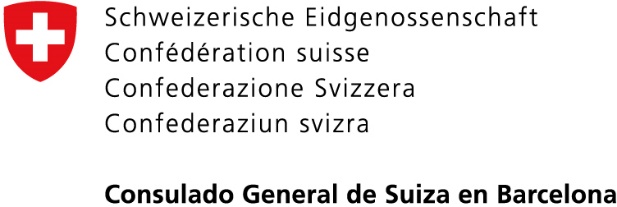 Schweizerische Eidgenossenschaft
Confédération suisse
Confederazione Svizzera
Confederaziun svizra
Consulado General de Suiza en Barcelona